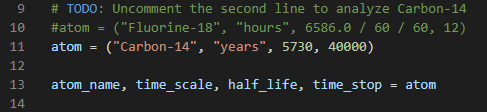 9 # TODO: Uncomment the second line to analyze Carbon-14
10 #atom = ("Fluorine-18", "hours", 6586.0 / 60 / 60, 12)
11 atom = ("Carbon-14", "years", 5730, 40000)
12
13 atom_name, time_scale, half_life, time_stop = atom
14